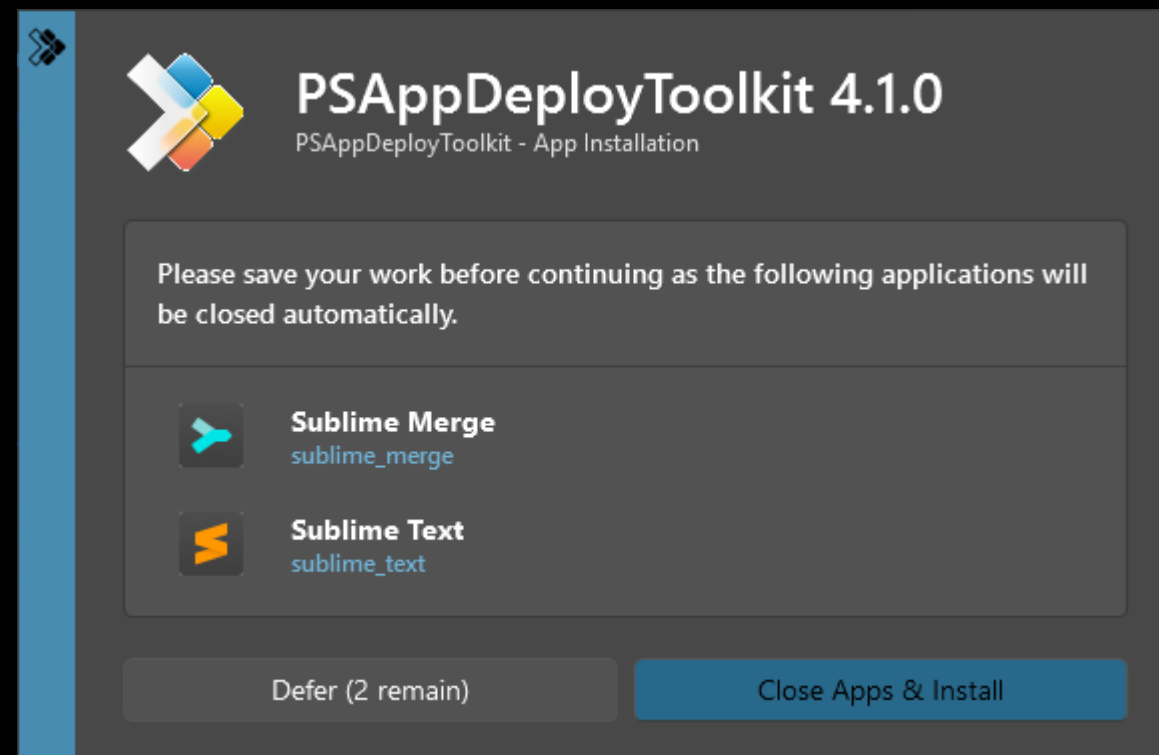 PSAppDeployToolkit 4.1.0
PSAppDeployToolkit - App Installation
Please save your work before continuing as the following applications will
be closed automatically.
Sublime Merge
sublime_merge
Sublime Text
sublime_text
Defer (2 remain)
Close Apps & Install